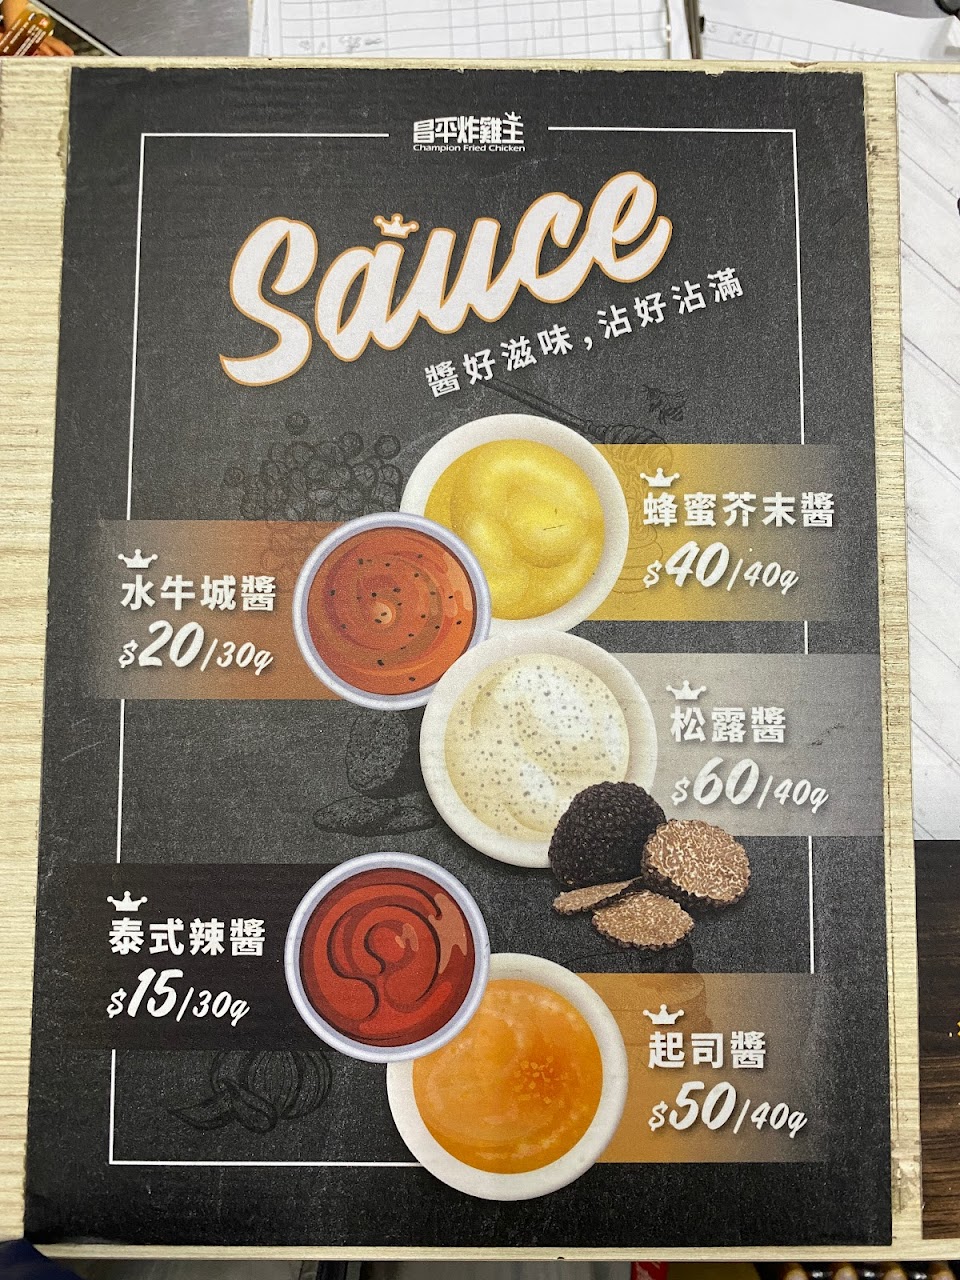 昌平炸雞王
Champion Fried Chicken
Sauce
醬好滋味,沾好沾滿
蜂蜜芥末醬
$40/40g
水牛城醬
$20/30g
松露醬
$60/40g
泰式辣醬
$15/30g
起司醬
$50/40g